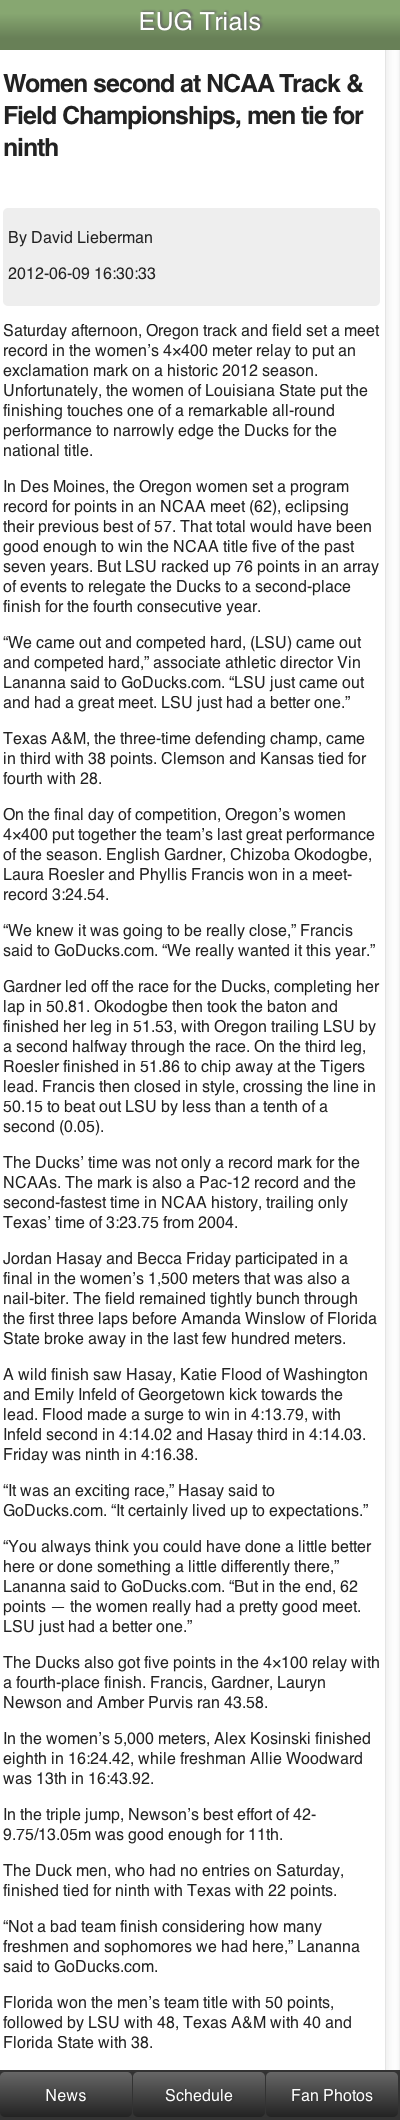 EUG Trials
Women second at NCAA Track &
Field Championships, men tie for
ninth
By David Lieberman
2012-06-09 16:30:33
Saturday afternoon, Oregon track and field set a meet
record in the women’s 4×400 meter relay to put an
exclamation mark on a historic 2012 season.
Unfortunately, the women of Louisiana State put the
finishing touches one of a remarkable all-round
performance to narrowly edge the Ducks for the
national title.
In Des Moines, the Oregon women set a program
record for points in an NCAA meet (62), eclipsing
their previous best of 57. That total would have been
good enough to win the NCAA title five of the past
seven years. But LSU racked up 76 points in an array
of events to relegate the Ducks to a second-place
finish for the fourth consecutive year.
“We came out and competed hard, (LSU) came out
and competed hard,” associate athletic director Vin
Lananna said to GoDucks.com. “LSU just came out
and had a great meet. LSU just had a better one.”
Texas A&M, the three-time defending champ, came
in third with 38 points. Clemson and Kansas tied for
fourth with 28.
On the final day of competition, Oregon’s women
4×400 put together the team’s last great performance
of the season. English Gardner, Chizoba Okodogbe,
Laura Roesler and Phyllis Francis won in a meet-
record 3:24.54.
“We knew it was going to be really close,” Francis
said to GoDucks.com. “We really wanted it this year.”
Gardner led off the race for the Ducks, completing her
lap in 50.81. Okodogbe then took the baton and
finished her leg in 51.53, with Oregon trailing LSU by
a second halfway through the race. On the third leg,
Roesler finished in 51.86 to chip away at the Tigers
lead. Francis then closed in style, crossing the line in
50.15 to beat out LSU by less than a tenth of a
second (0.05).
The Ducks’ time was not only a record mark for the
NCAAs. The mark is also a Pac-12 record and the
second-fastest time in NCAA history, trailing only
Texas’ time of 3:23.75 from 2004.
Jordan Hasay and Becca Friday participated in a
final in the women’s 1,500 meters that was also a
nail-biter. The field remained tightly bunch through
the first three laps before Amanda Winslow of Florida
State broke away in the last few hundred meters.
A wild finish saw Hasay, Katie Flood of Washington
and Emily Infeld of Georgetown kick towards the
lead. Flood made a surge to win in 4:13.79, with
Infeld second in 4:14.02 and Hasay third in 4:14.03.
Friday was ninth in 4:16.38.
“It was an exciting race,” Hasay said to
GoDucks.com. “It certainly lived up to expectations.”
“You always think you could have done a little better
here or done something a little differently there,”
Lananna said to GoDucks.com. “But in the end, 62
points — the women really had a pretty good meet.
LSU just had a better one.”
The Ducks also got five points in the 4×100 relay with
a fourth-place finish. Francis, Gardner, Lauryn
Newson and Amber Purvis ran 43.58.
In the women’s 5,000 meters, Alex Kosinski finished
eighth in 16:24.42, while freshman Allie Woodward
was 13th in 16:43.92.
In the triple jump, Newson’s best effort of 42-
9.75/13.05m was good enough for 11th.
The Duck men, who had no entries on Saturday,
finished tied for ninth with Texas with 22 points.
“Not a bad team finish considering how many
freshmen and sophomores we had here,” Lananna
said to GoDucks.com.
Florida won the men’s team title with 50 points,
followed by LSU with 48, Texas A&M with 40 and
Florida State with 38.
News Schedule Fan Photos